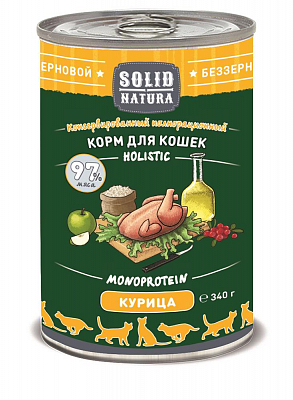 ЕРНОВОЙ
БЕЗЗЕРН
SOLID
NATURA
Консервированный полнорационный
КОРМ ДЛЯ КОШЕК
HOLISTIC
97%
мяса
MONOPROTEIN
КУРИЦА
℮ 340 г